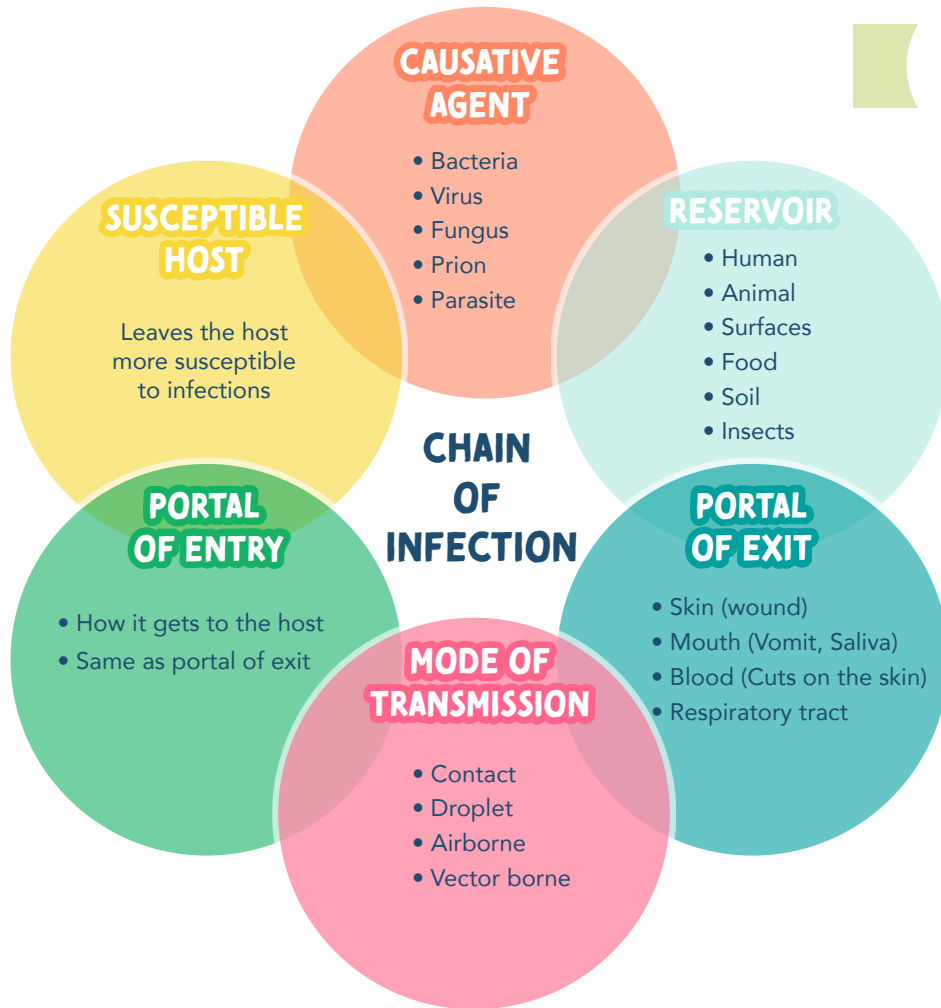 CAUSATIVE
AGENT
• Bacteria
• Virus
• Fungus
• Prion
• Parasite
RESERVOIR
• Human
• Animal
• Surfaces
• Food
• Soil
• Insects
PORTAL
OF EXIT
• Skin (wound)
• Mouth (Vomit, Saliva)
• Blood (Cuts on the skin)
• Respiratory tract
MODE OF
TRANSMISSION
• Contact
• Droplet
• Airborne
• Vector borne
PORTAL
OF ENTRY
• How it gets to the host
• Same as portal of exit
SUSCEPTIBLE
HOST
Leaves the host
more susceptible
to infections
CHAIN
OF
INFECTION